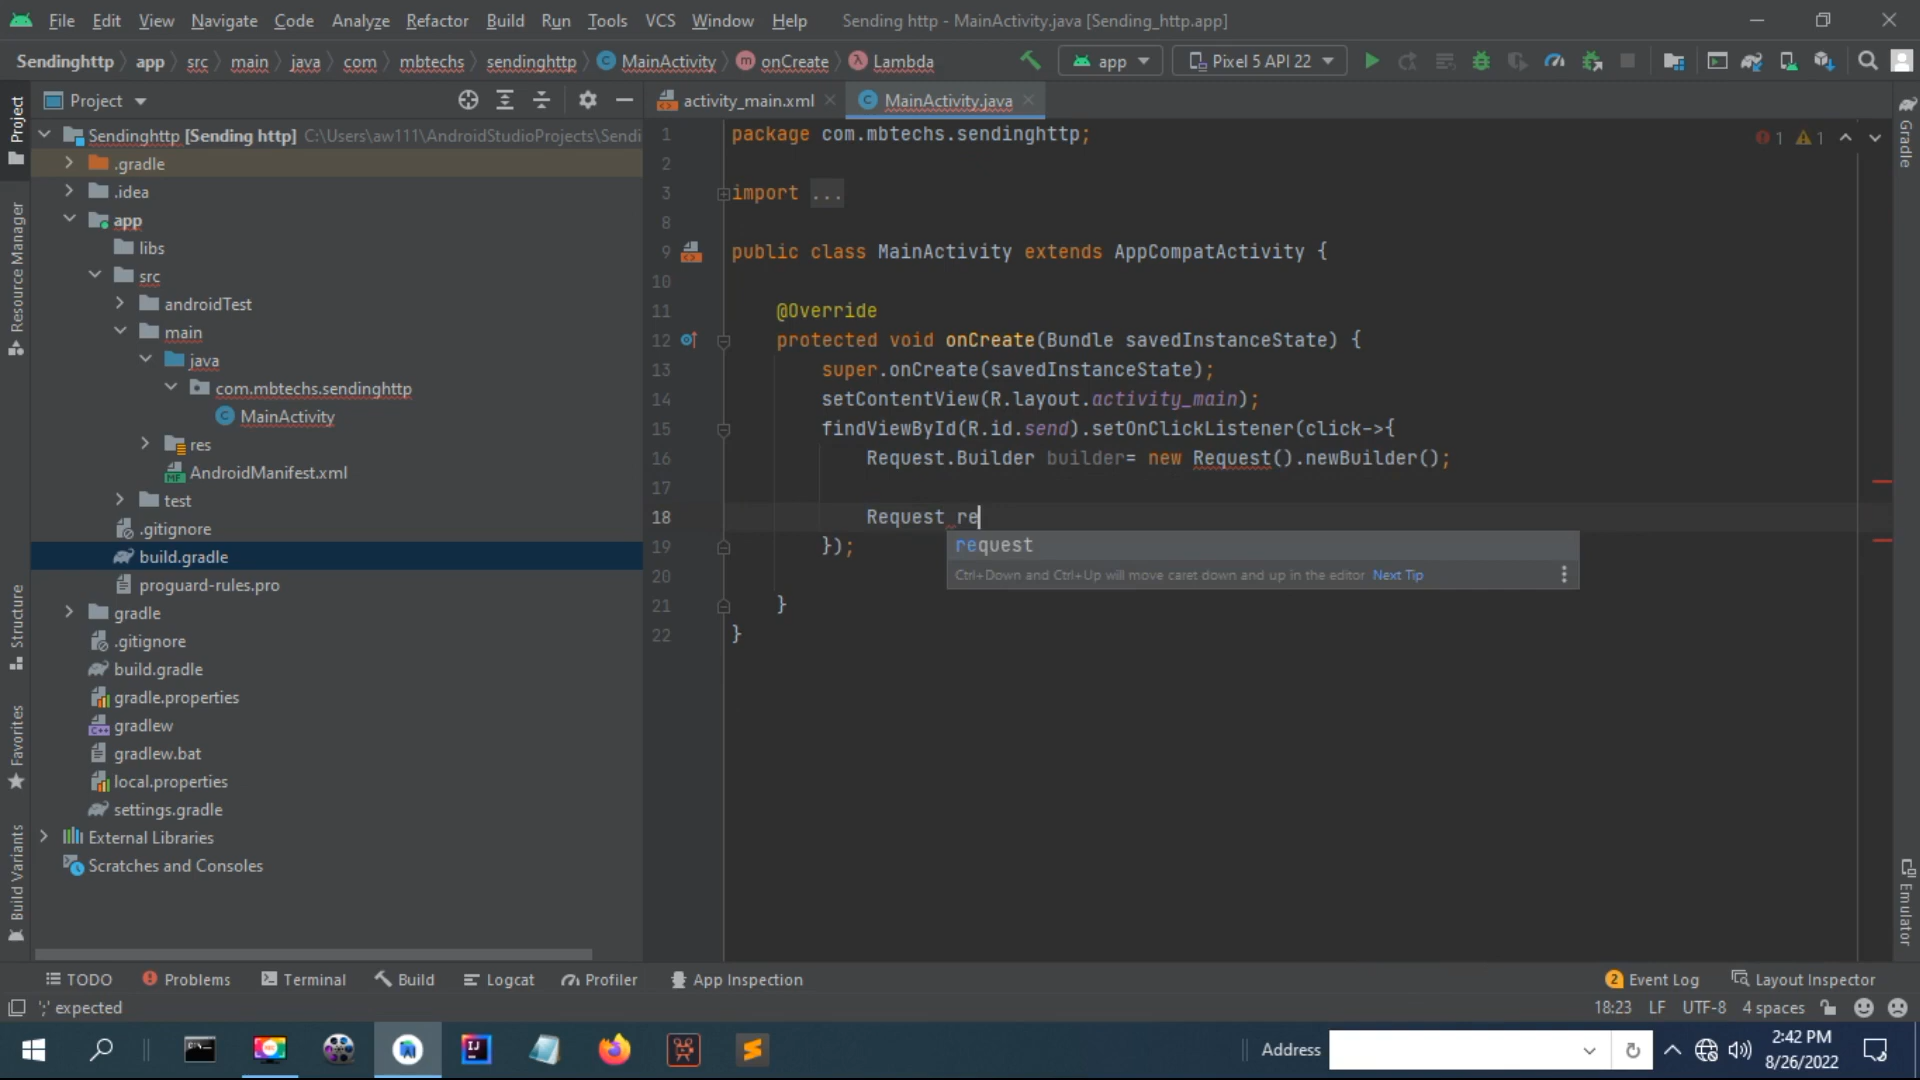 File Edit View Navigate Code Analyze Refactor Build Run Tools VCS Window Help Sending http - MainActivity.java [Sending_http.app]
Sendinghttp app src main java com mbtechs sendinghttp MainActivity onCreate Lambda app Pixel 5 API 22
Project
activity_main.xml MainActivity.java
Sendinghttp [Sending http] C:\Users\aw111\AndroidStudioProjects\Sendi
.gradle
.idea
app
libs
src
androidTest
main
java
com.mbtechs.sendinghttp
MainActivity
res
AndroidManifest.xml
test
.gitignore
build.gradle
proguard-rules.pro
gradle
.gitignore
build.gradle
gradle.properties
gradlew
gradlew.bat
local.properties
settings.gradle
External Libraries
Scratches and Consoles
Project
Resource Manager
Structure
Favorites
Build Variants
1 package com.mbtechs.sendinghttp;
2
3 import ...
8
9 public class MainActivity extends AppCompatActivity {
10
11 @Override
12 protected void onCreate(Bundle savedInstanceState) {
13 super.onCreate(savedInstanceState);
14 setContentView(R.layout.activity_main);
15 findViewById(R.id.send).setOnClickListener(click->{
16 Request.Builder builder= new Request().newBuilder();
17
18 Request re
19 });
20
21 }
22 }
request
Ctrl+Down and Ctrl+Up will move caret down and up in the editor Next Tip
1 1
Gradle
Emulator
TODO Problems Terminal Build Logcat Profiler App Inspection 2 Event Log Layout Inspector
';' expected 18:23 LF UTF-8 4 spaces
Address
2:42 PM
8/26/2022